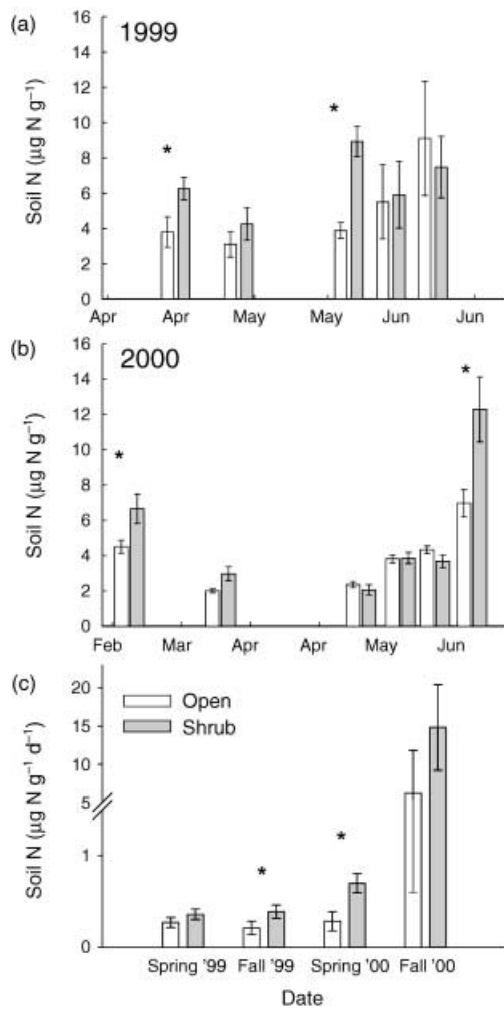 (a)
1999
Soil N (μg N g⁻¹)
16
14
12
10
8
6
4
2
0
*
*
Apr Apr May May Jun Jun
(b)
2000
Soil N (μg N g⁻¹)
16
14
12
10
8
6
4
2
0
*
*
Feb Mar Apr Apr May Jun
(c)
Soil N (μg N g⁻¹ d⁻¹)
20
15
10
5
1
0
Open
Shrub
*
*
Spring '99 Fall '99 Spring '00 Fall '00
Date